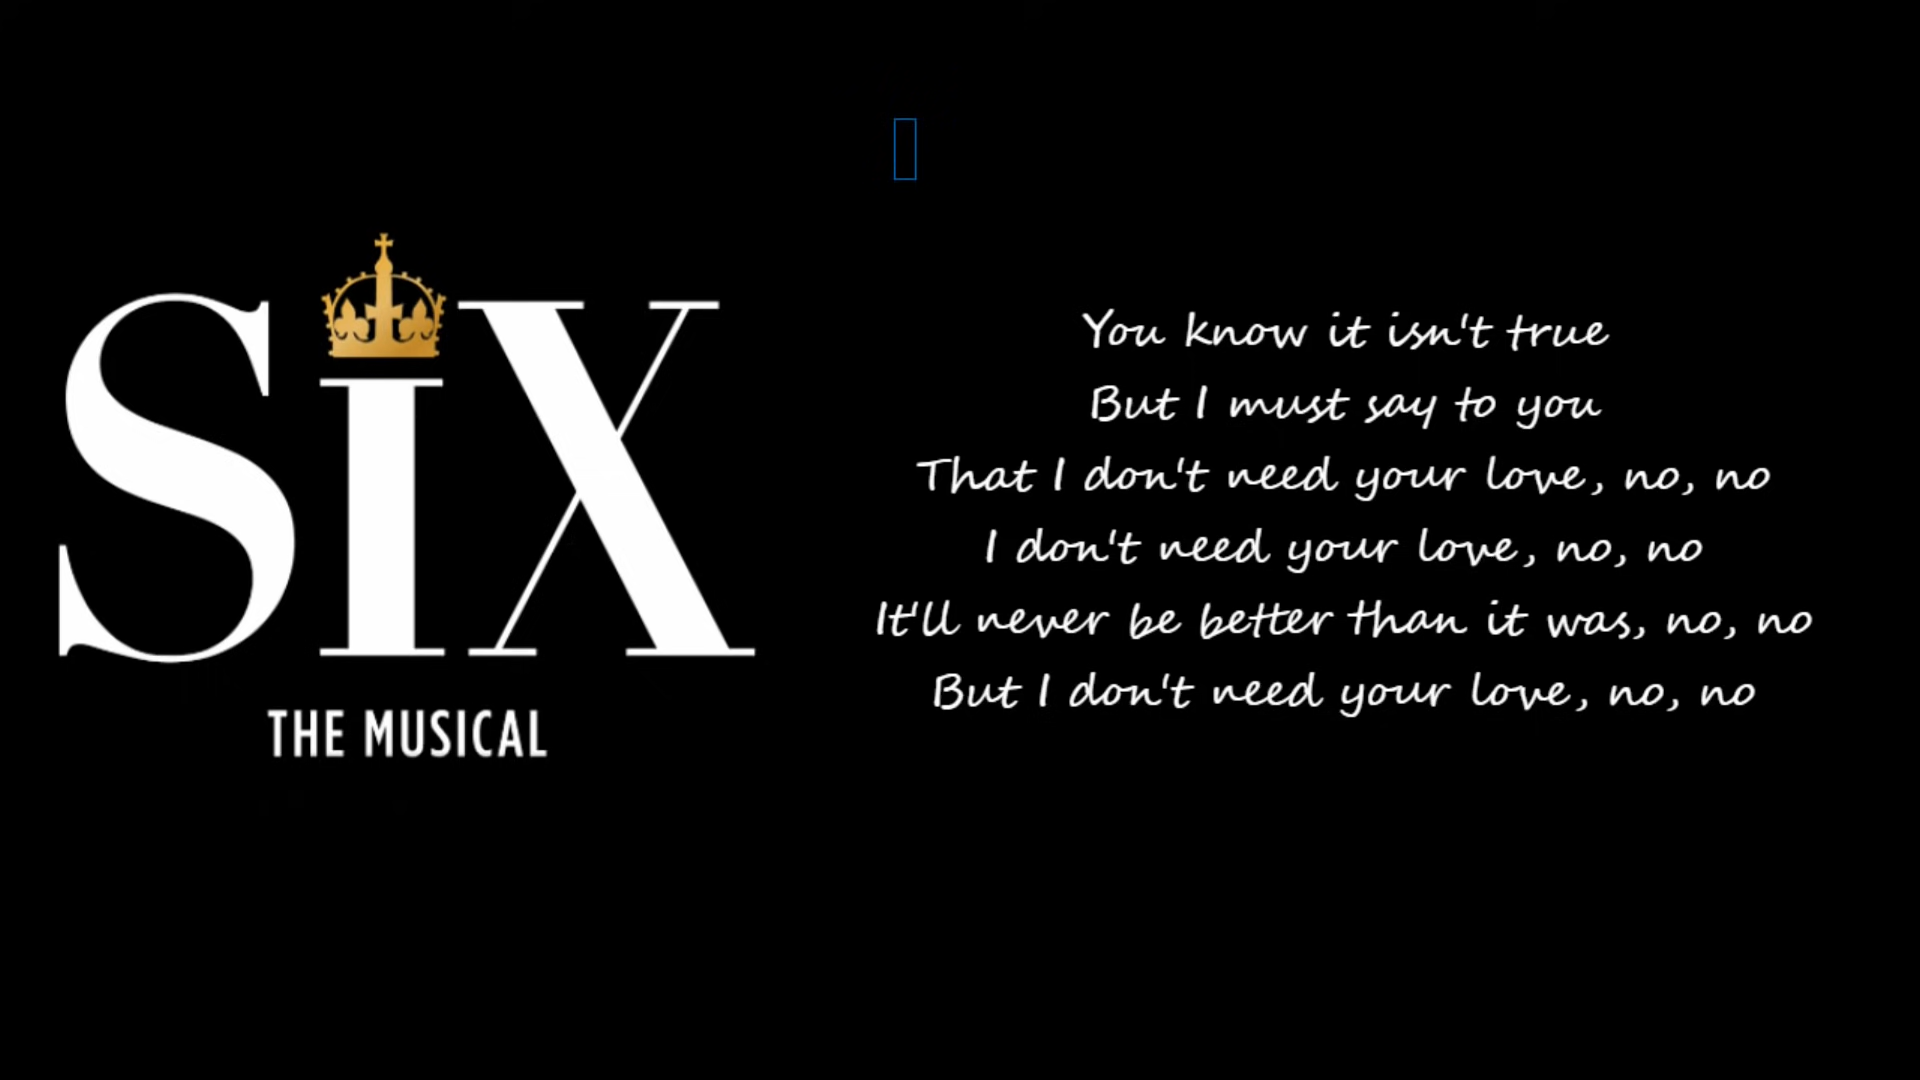 SIX
THE MUSICAL
You know it isn't true
But I must say to you
That I don't need your love, no, no
I don't need your love, no, no
It'll never be better than it was, no, no
But I don't need your love, no, no